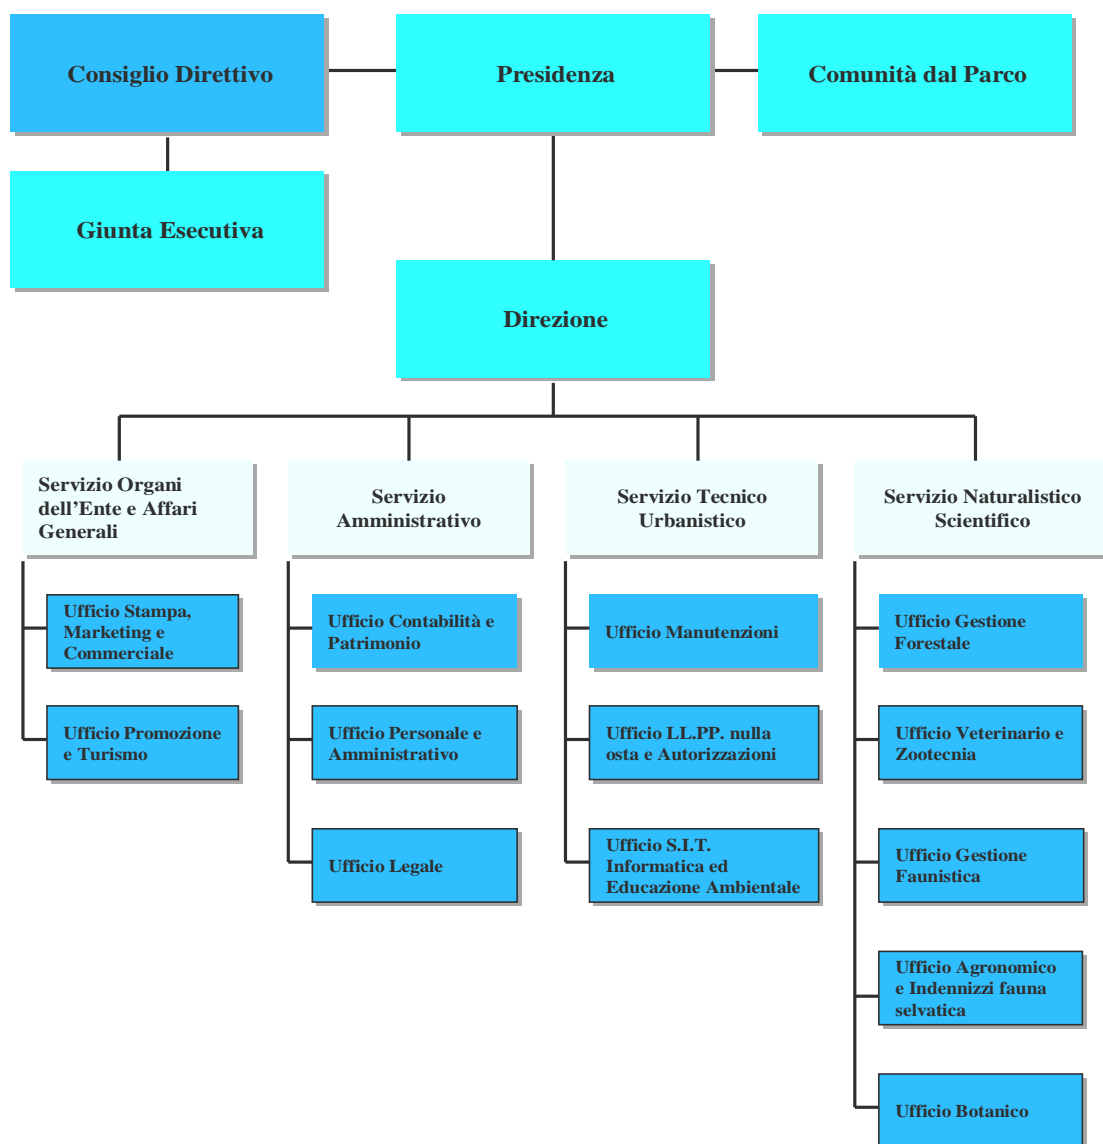 Consiglio Direttivo
Presidenza
Comunità dal Parco
Giunta Esecutiva
Direzione
Servizio Organi
dell’Ente e Affari
Generali
Servizio
Amministrativo
Servizio Tecnico
Urbanistico
Servizio Naturalistico
Scientifico
Ufficio Stampa,
Marketing e
Commerciale
Ufficio Promozione
e Turismo
Ufficio Contabilità e
Patrimonio
Ufficio Personale e
Amministrativo
Ufficio Legale
Ufficio Manutenzioni
Ufficio LL.PP. nulla
osta e Autorizzazioni
Ufficio S.I.T.
Informatica ed
Educazione Ambientale
Ufficio Gestione
Forestale
Ufficio Veterinario e
Zootecnia
Ufficio Gestione
Faunistica
Ufficio Agronomico
e Indennizzi fauna
selvatica
Ufficio Botanico